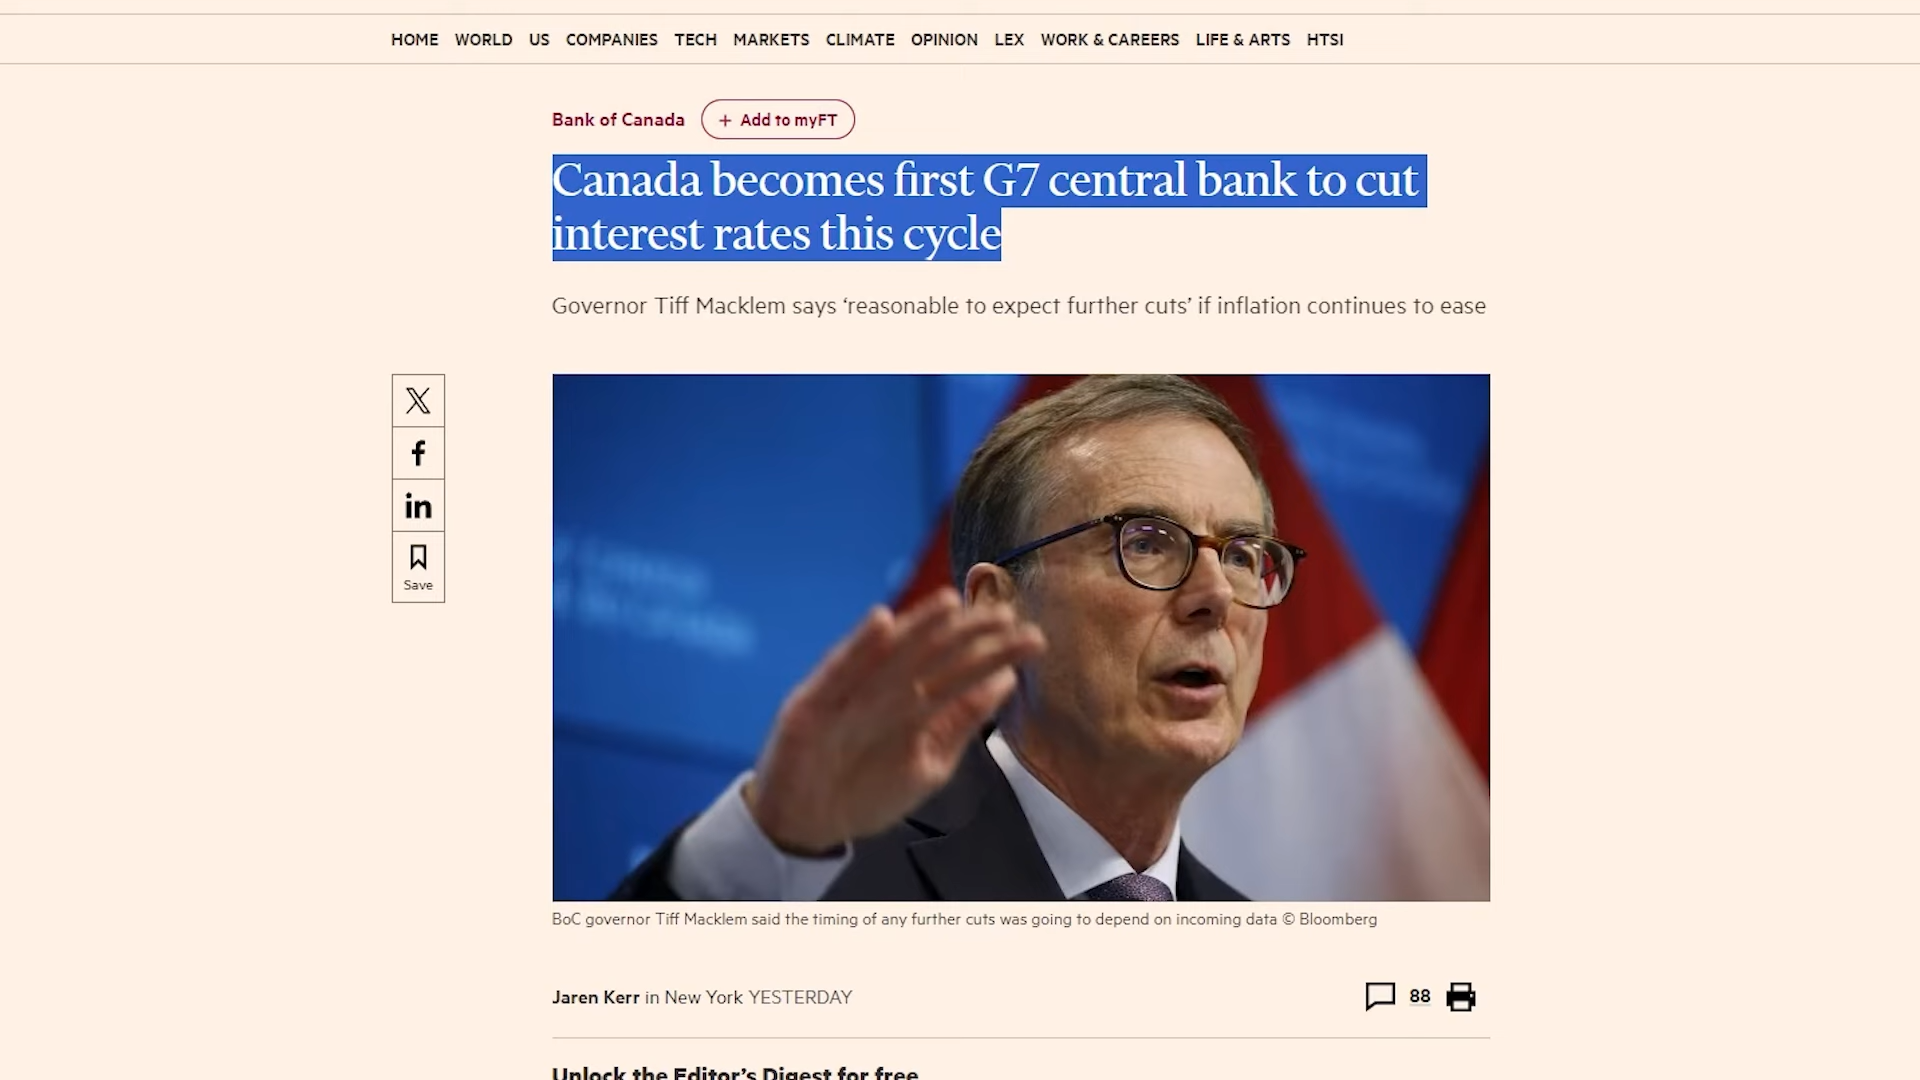 HOME WORLD US COMPANIES TECH MARKETS CLIMATE OPINION LEX WORK & CAREERS LIFE & ARTS HTSI
Bank of Canada + Add to myFT
Canada becomes first G7 central bank to cut
interest rates this cycle
Governor Tiff Macklem says ‘reasonable to expect further cuts’ if inflation continues to ease
Save
BoC governor Tiff Macklem said the timing of any further cuts was going to depend on incoming data © Bloomberg
Jaren Kerr in New York YESTERDAY
88
Unlock the Editor’s Digest for free